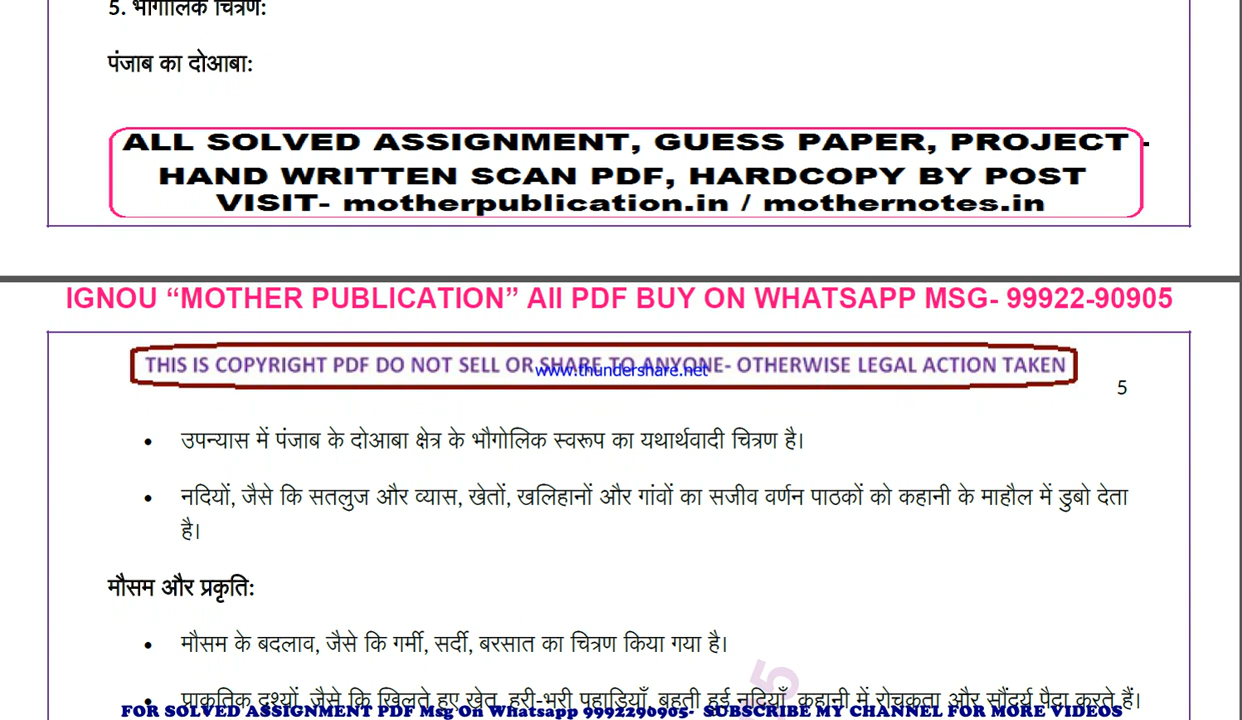 5. भौगोलिक चित्रण:
पंजाब का दोआबा:
ALL SOLVED ASSIGNMENT, GUESS PAPER, PROJECT -
HAND WRITTEN SCAN PDF, HARDCOPY BY POST
VISIT- motherpublication.in / mothernotes.in
IGNOU “MOTHER PUBLICATION” All PDF BUY ON WHATSAPP MSG- 99922-90905
THIS IS COPYRIGHT PDF DO NOT SELL OR SHARE TO ANYONE- OTHERWISE LEGAL ACTION TAKEN
www.thundershare.net
5
• उपन्यास में पंजाब के दोआबा क्षेत्र के भौगोलिक स्वरूप का यथार्थवादी चित्रण है।
• नदियों, जैसे कि सतलुज और व्यास, खेतों, खलिहानों और गांवों का सजीव वर्णन पाठकों को कहानी के माहौल में डुबो देता
है।
मौसम और प्रकृति:
• मौसम के बदलाव, जैसे कि गर्मी, सर्दी, बरसात का चित्रण किया गया है।
• प्राकृतिक दृश्यों, जैसे कि खिलते हुए खेत, हरी-भरी पहाड़ियाँ, बहती हुई नदियाँ, कहानी में रोचकता और सौंदर्य पैदा करते हैं।
5
FOR SOLVED ASSIGNMENT PDF Msg On Whatsapp 9992290905- SUBSCRIBE MY CHANNEL FOR MORE VIDEOS